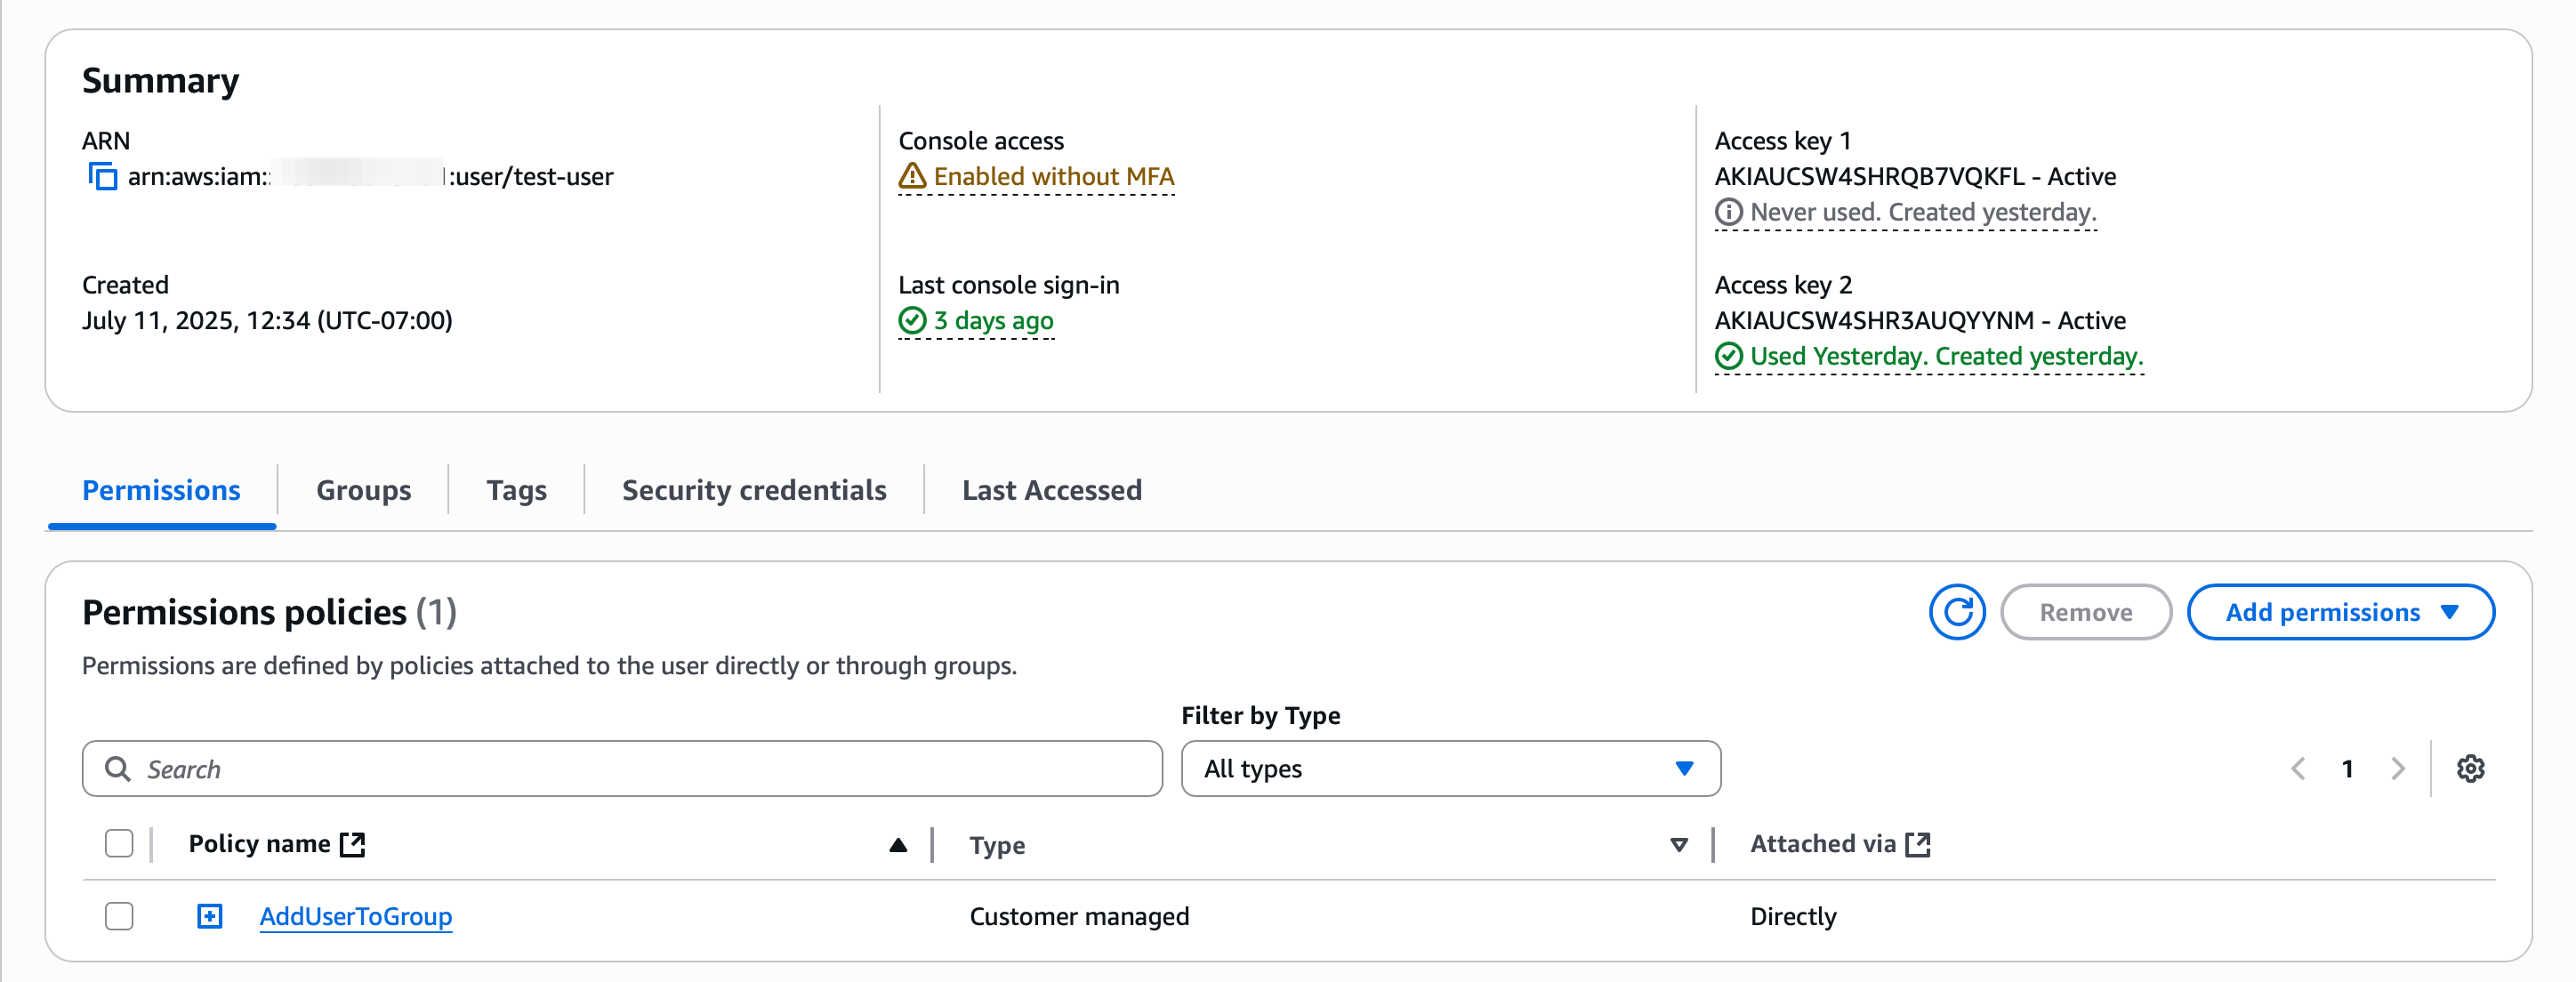 Summary
ARN
arn:aws:iam:: :user/test-user
Created
July 11, 2025, 12:34 (UTC-07:00)
Console access
Enabled without MFA
Last console sign-in
3 days ago
Access key 1
AKIAUCSW4SHRQB7VQKFL - Active
Never used. Created yesterday.
Access key 2
AKIAUCSW4SHR3AUQYYNM - Active
Used Yesterday. Created yesterday.
Permissions Groups Tags Security credentials Last Accessed
Permissions policies (1)
Remove Add permissions
Permissions are defined by policies attached to the user directly or through groups.
Filter by Type
Search All types 1
Policy name Type Attached via
AddUserToGroup Customer managed Directly